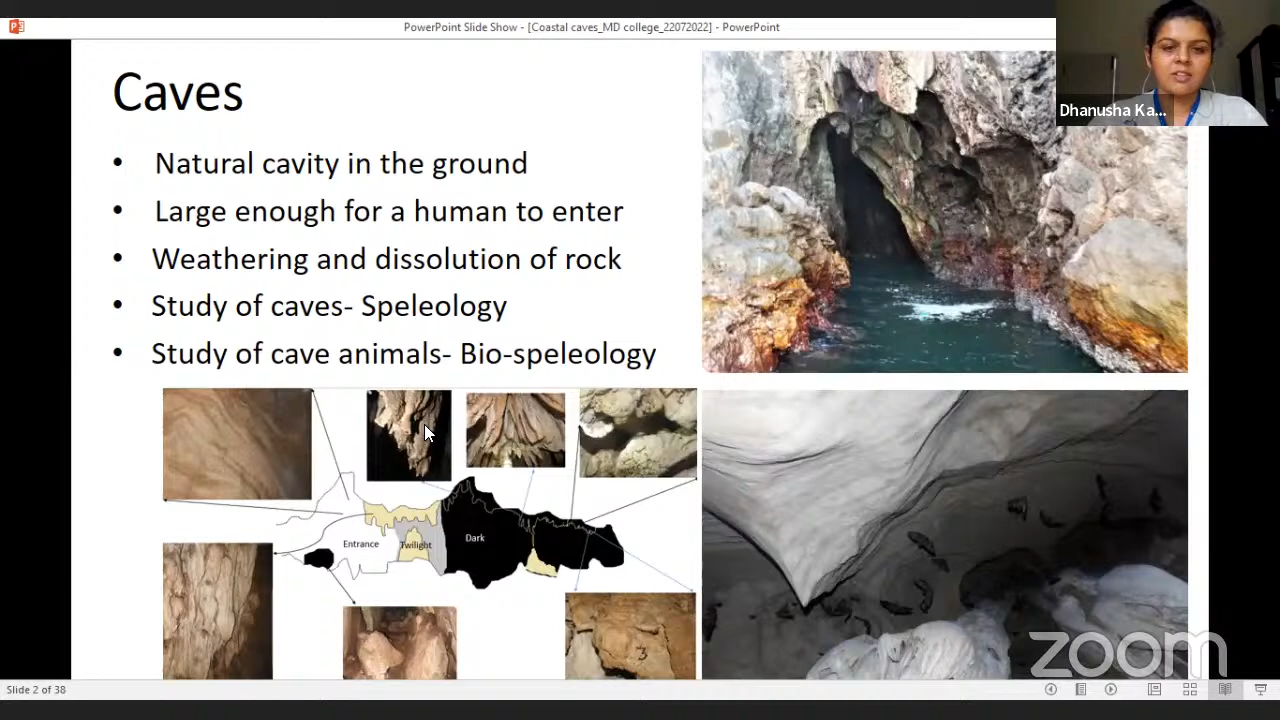 PowerPoint Slide Show - [Coastal caves_MD college_22072022] - PowerPoint
Dhanusha Ka...
Caves
• Natural cavity in the ground
• Large enough for a human to enter
• Weathering and dissolution of rock
• Study of caves- Speleology
• Study of cave animals- Bio-speleology
Entrance
Twilight
Dark
3
zoom
Slide 2 of 38